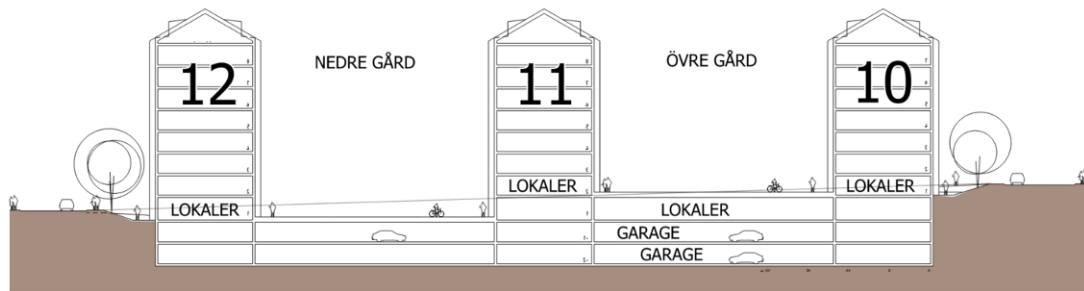 12
NEDRE GÅRD
11
ÖVRE GÅRD
10
LOKALER
LOKALER
LOKALER
LOKALER
GARAGE
GARAGE